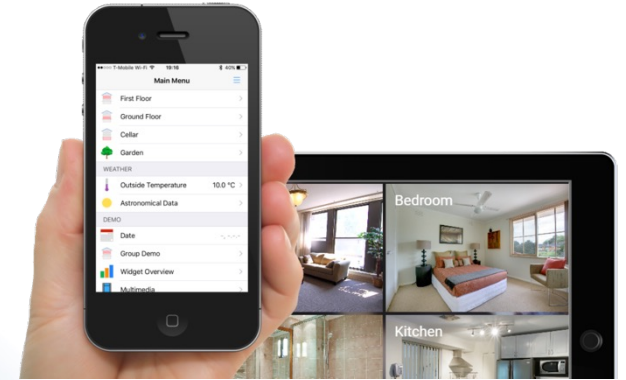 T-Mobile Wi-Fi 15:16 40%
Main Menu
First Floor
Ground Floor
Cellar
Garden
WEATHER
Outside Temperature 10.0 °C
Astronomical Data
DEMO
Date -, -.-.-
Group Demo
Widget Overview
Multimedia
Bedroom
Kitchen